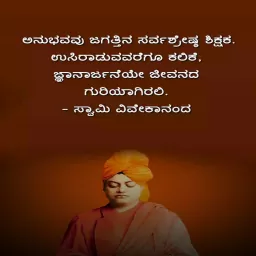 ಅನುಭವವು ಜಗತ್ತಿನ ಸರ್ವಶ್ರೇಷ್ಠ ಶಿಕ್ಷಕ.
ಉಸಿರಾಡುವವರೆಗೂ ಕಲಿಕೆ,
ಜ್ಞಾನಾರ್ಜನೆಯೇ ಜೀವನದ
ಗುರಿಯಾಗಿರಲಿ.
- ಸ್ವಾಮಿ ವಿವೇಕಾನಂದ